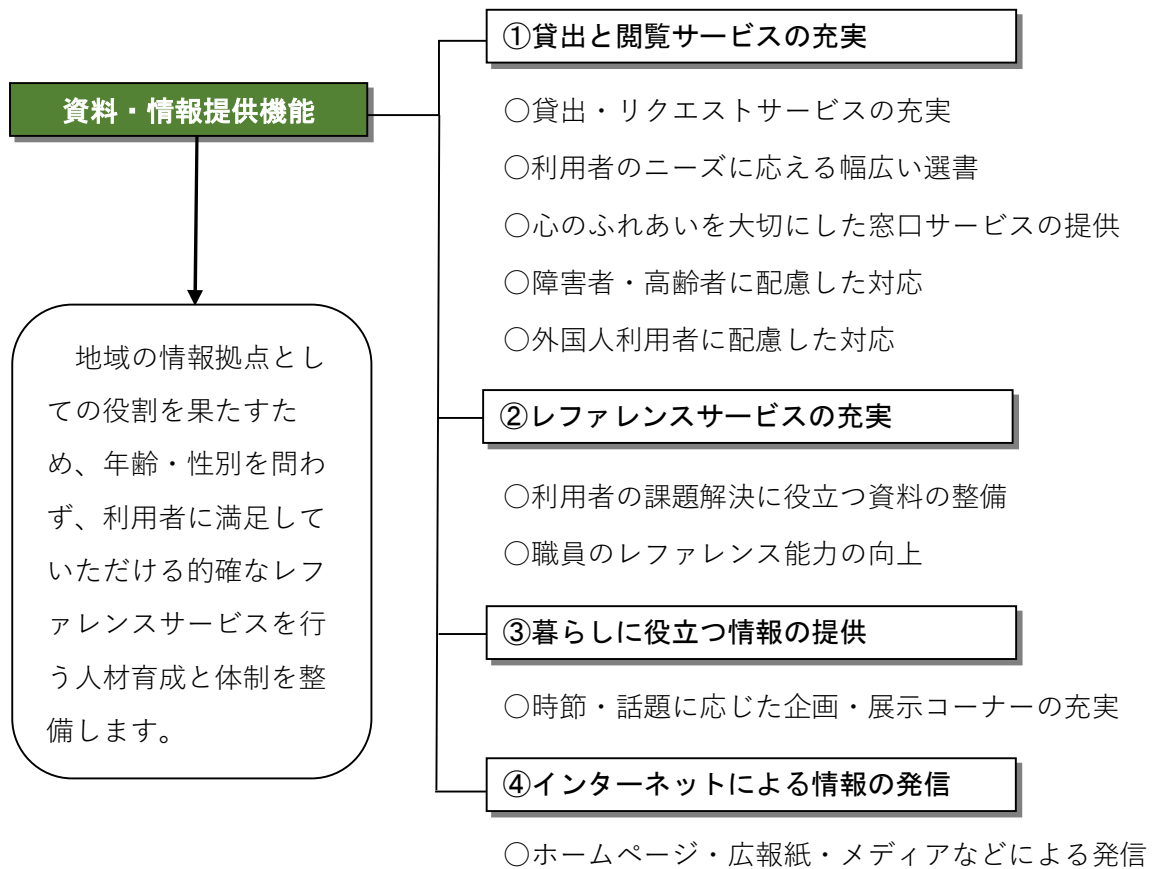 資料・情報提供機能
地域の情報拠点とし
ての役割を果たすた
め、年齢・性別を問わ
ず、利用者に満足して
いただける的確なレフ
ァレンスサービスを行
う人材育成と体制を整
備します。
①貸出と閲覧サービスの充実
○貸出・リクエストサービスの充実
○利用者のニーズに応える幅広い選書
○心のふれあいを大切にした窓口サービスの提供
○障害者・高齢者に配慮した対応
○外国人利用者に配慮した対応
②レファレンスサービスの充実
○利用者の課題解決に役立つ資料の整備
○職員のレファレンス能力の向上
③暮らしに役立つ情報の提供
○時節・話題に応じた企画・展示コーナーの充実
④インターネットによる情報の発信
○ホームページ・広報紙・メディアなどによる発信